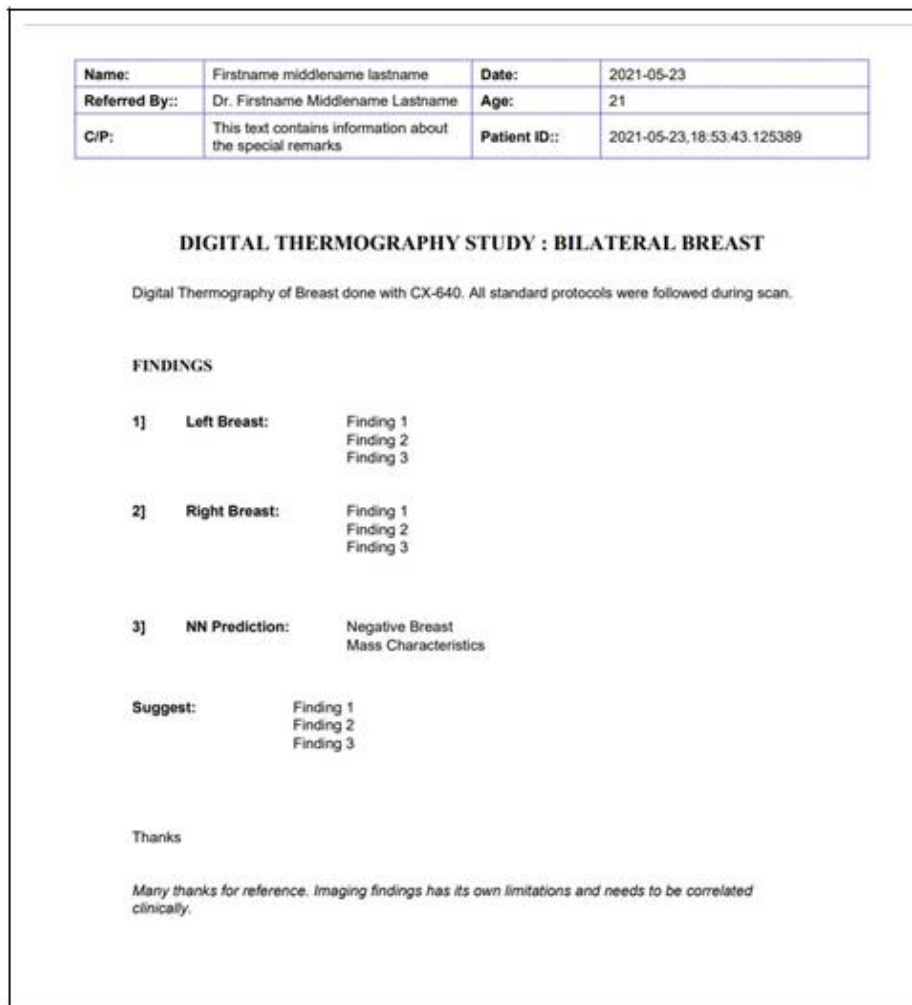 Name: Firstname middlename lastname Date: 2021-05-23
Referred By:: Dr. Firstname Middlename Lastname Age: 21
C/P: This text contains information about
the special remarks Patient ID:: 2021-05-23,18:53:43.125389
DIGITAL THERMOGRAPHY STUDY : BILATERAL BREAST
Digital Thermography of Breast done with CX-640. All standard protocols were followed during scan.
FINDINGS
1] Left Breast: Finding 1
Finding 2
Finding 3
2] Right Breast: Finding 1
Finding 2
Finding 3
3] NN Prediction: Negative Breast
Mass Characteristics
Suggest: Finding 1
Finding 2
Finding 3
Thanks
Many thanks for reference. Imaging findings has its own limitations and needs to be correlated
clinically.